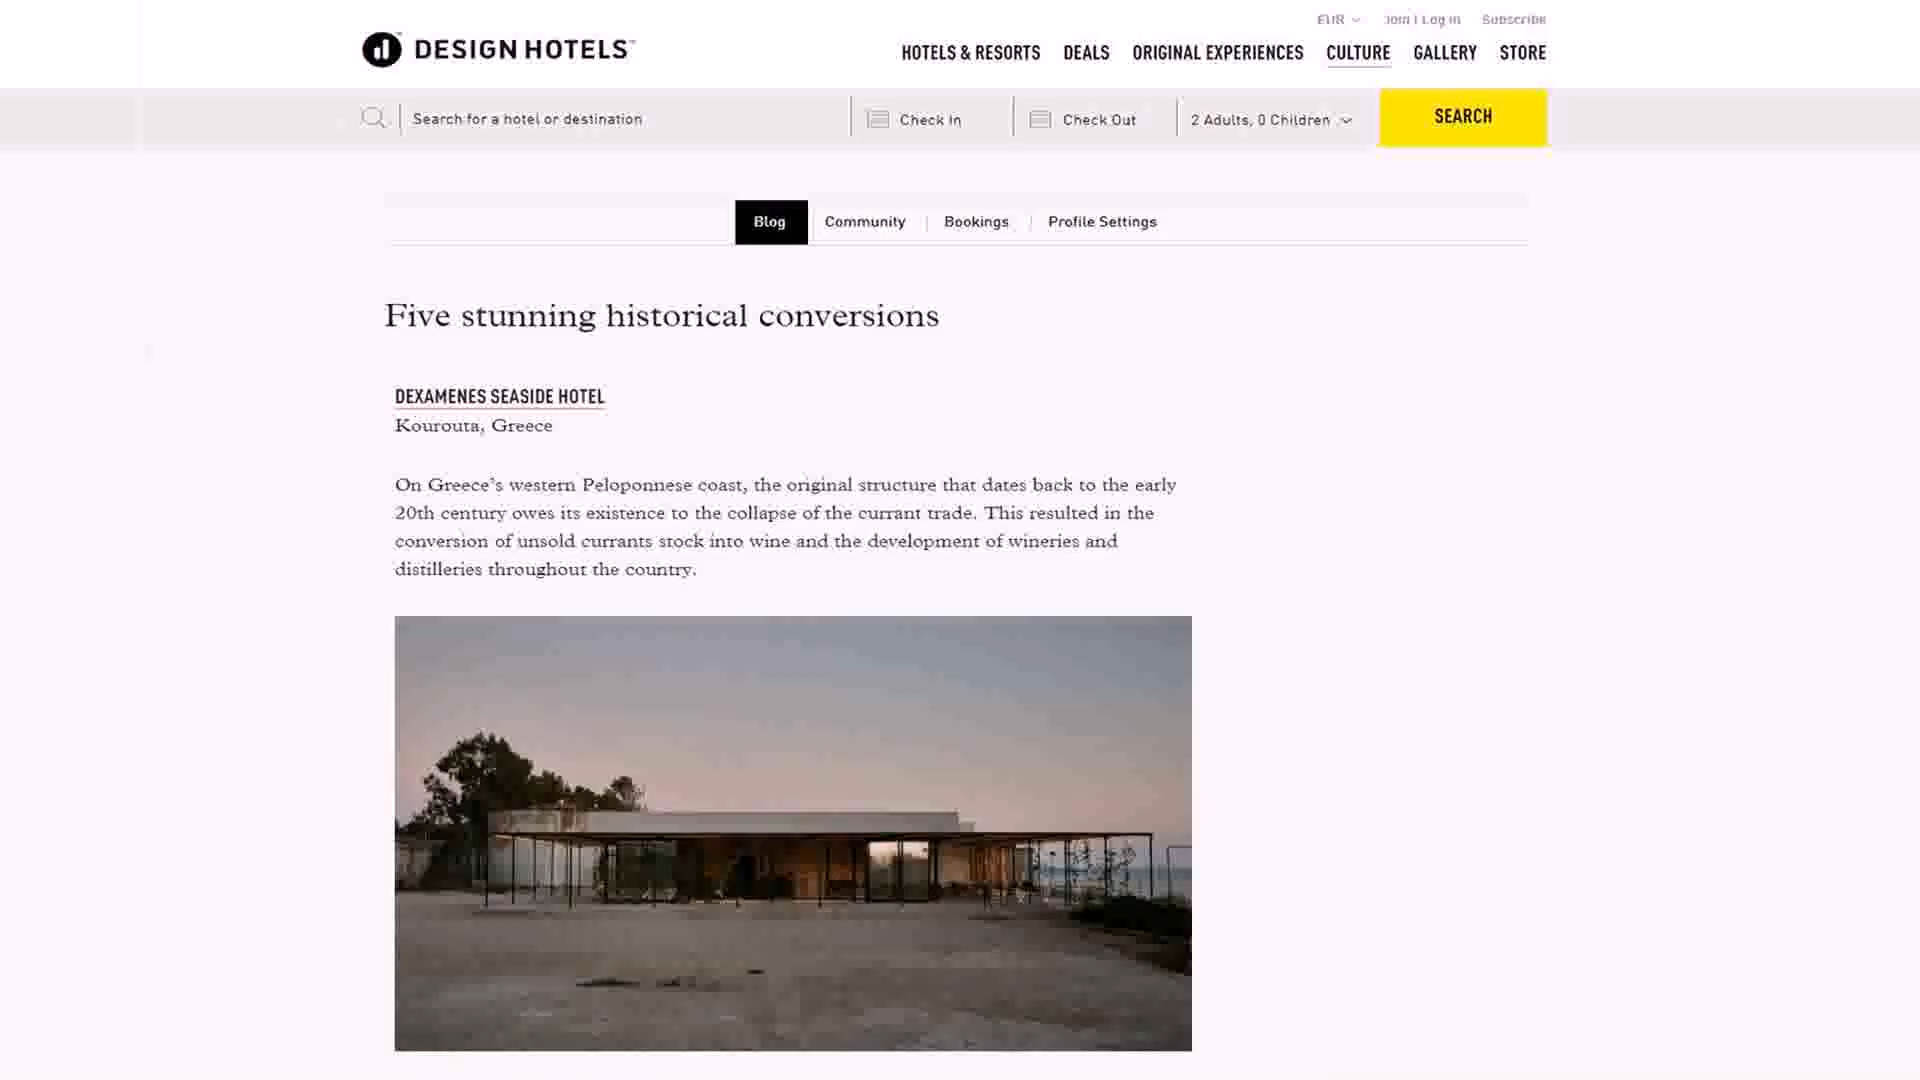 EUR Join | Log in Subscribe
DESIGN HOTELS™
HOTELS & RESORTS DEALS ORIGINAL EXPERIENCES CULTURE GALLERY STORE
Search for a hotel or destination Check In Check Out 2 Adults, 0 Children SEARCH
Blog Community Bookings Profile Settings
Five stunning historical conversions
DEXAMENES SEASIDE HOTEL
Kourouta, Greece
On Greece's western Peloponnese coast, the original structure that dates back to the early
20th century owes its existence to the collapse of the currant trade. This resulted in the
conversion of unsold currants stock into wine and the development of wineries and
distilleries throughout the country.